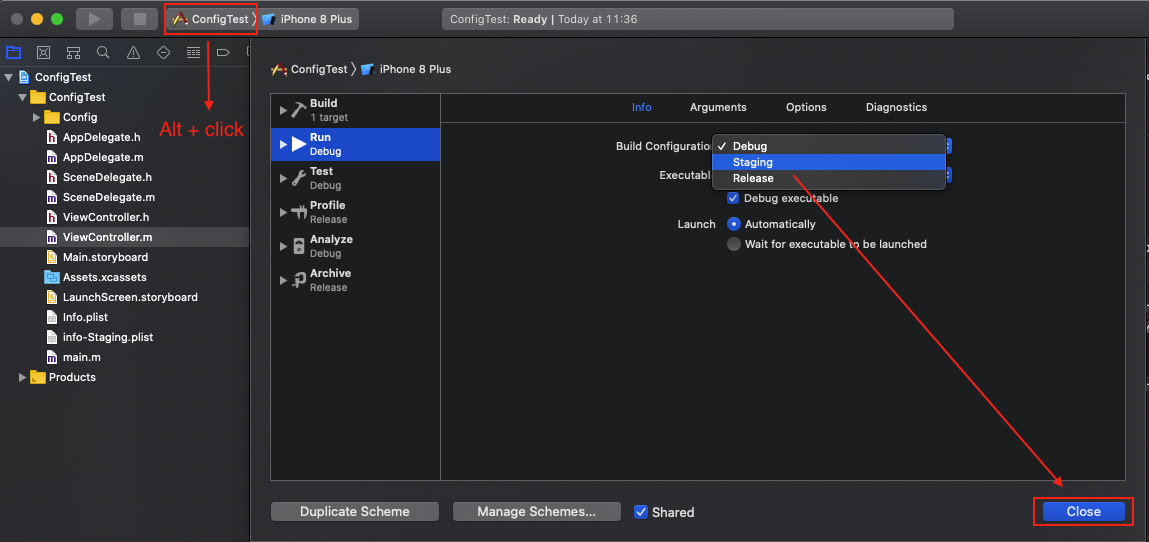 ConfigTest iPhone 8 Plus
ConfigTest: Ready | Today at 11:36
ConfigTest
ConfigTest
Config
AppDelegate.h
AppDelegate.m
SceneDelegate.h
SceneDelegate.m
ViewController.h
ViewController.m
Main.storyboard
Assets.xcassets
LaunchScreen.storyboard
Info.plist
info-Staging.plist
main.m
Products
Alt + click
ConfigTest iPhone 8 Plus
Build
1 target
Run
Debug
Test
Debug
Profile
Release
Analyze
Debug
Archive
Release
Info Arguments Options Diagnostics
Build Configuration
Debug
Staging
Release
Executabl
Debug executable
Launch Automatically
Wait for executable to be launched
Duplicate Scheme Manage Schemes... Shared Close